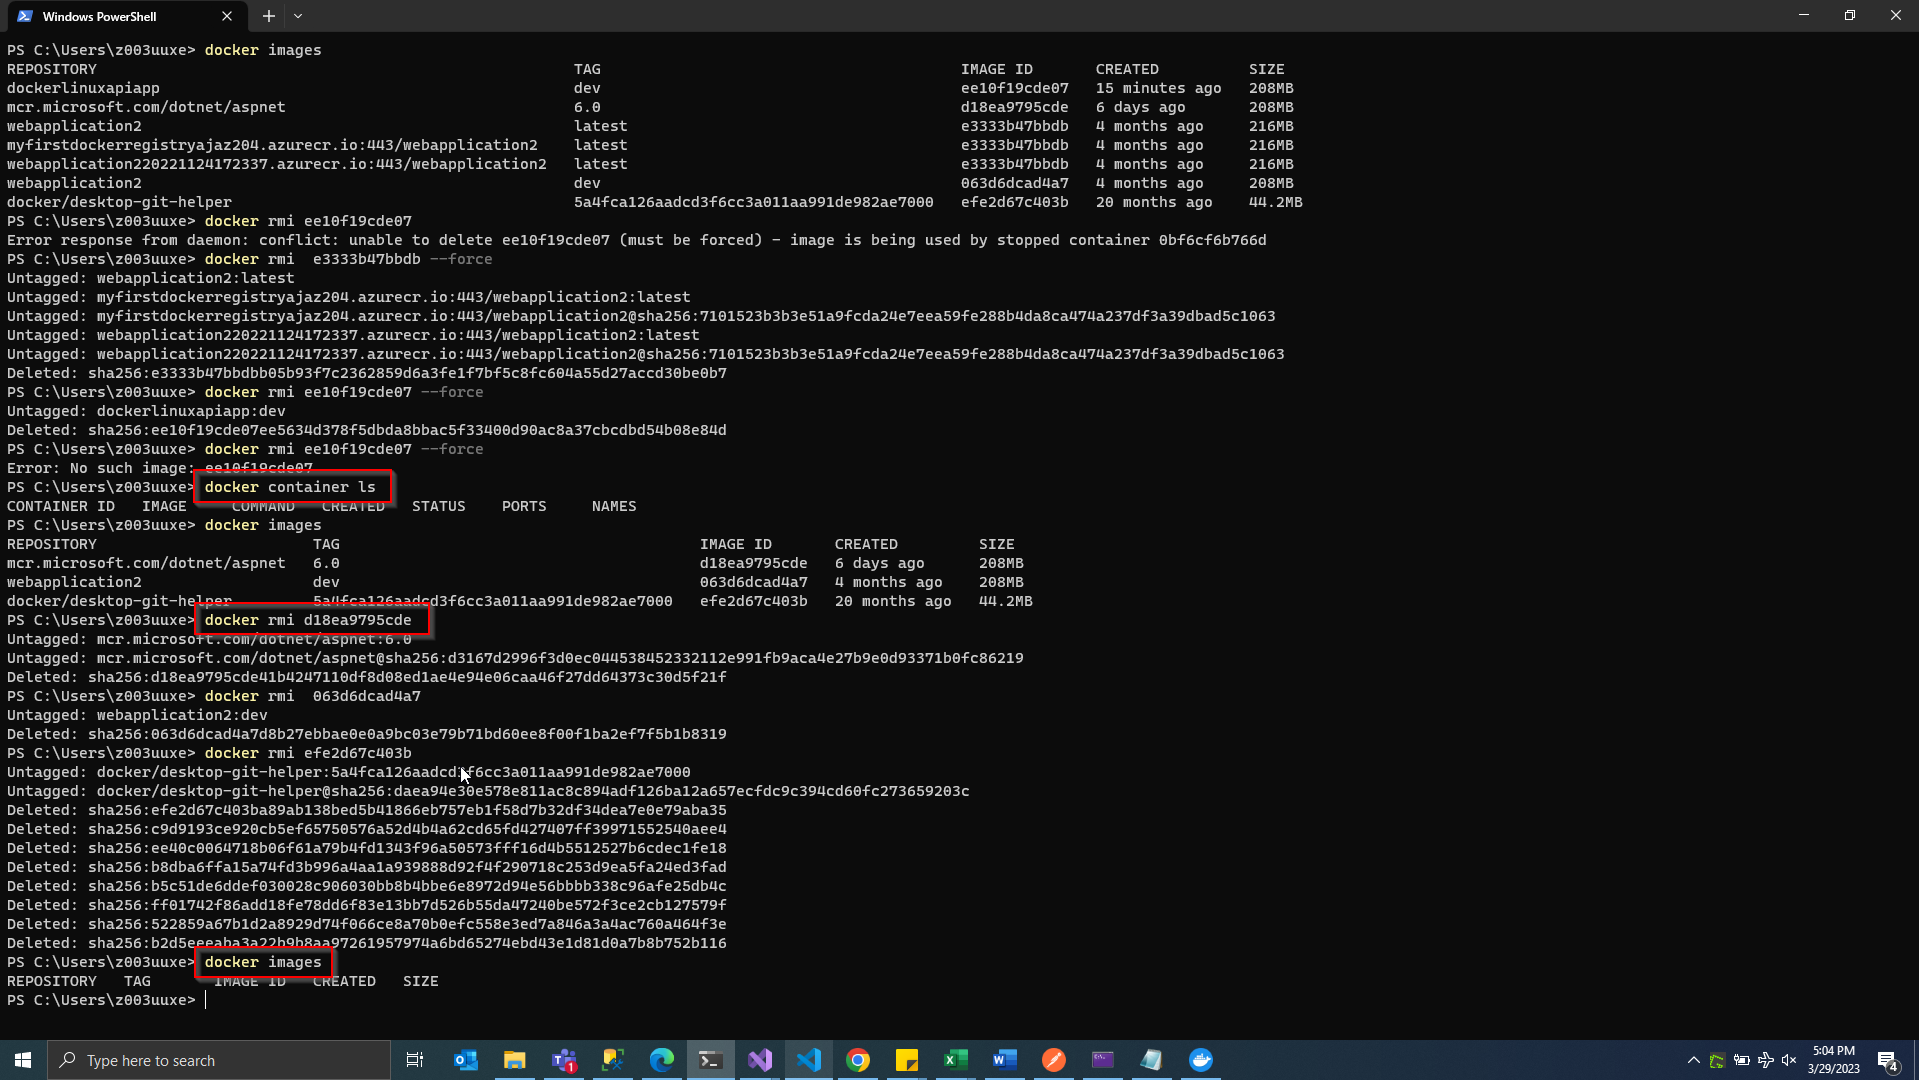 Windows PowerShell
PS C:\Users\z003uuxe> docker images
REPOSITORY TAG IMAGE ID CREATED SIZE
dockerlinuxapiapp dev ee10f19cde07 15 minutes ago 208MB
mcr.microsoft.com/dotnet/aspnet 6.0 d18ea9795cde 6 days ago 208MB
webapplication2 latest e3333b47bbdb 4 months ago 216MB
myfirstdockerregistryajaz204.azurecr.io:443/webapplication2 latest e3333b47bbdb 4 months ago 216MB
webapplication220221124172337.azurecr.io:443/webapplication2 latest e3333b47bbdb 4 months ago 216MB
webapplication2 dev 063d6dcad4a7 4 months ago 208MB
docker/desktop-git-helper 5a4fca126aadcd3f6cc3a011aa991de982ae7000 efe2d67c403b 20 months ago 44.2MB
PS C:\Users\z003uuxe> docker rmi ee10f19cde07
Error response from daemon: conflict: unable to delete ee10f19cde07 (must be forced) - image is being used by stopped container 0bf6cf6b766d
PS C:\Users\z003uuxe> docker rmi  e3333b47bbdb --force
Untagged: webapplication2:latest
Untagged: myfirstdockerregistryajaz204.azurecr.io:443/webapplication2:latest
Untagged: myfirstdockerregistryajaz204.azurecr.io:443/webapplication2@sha256:7101523b3b3e51a9fcda24e7eea59fe288b4da8ca474a237df3a39dbad5c1063
Untagged: webapplication220221124172337.azurecr.io:443/webapplication2:latest
Untagged: webapplication220221124172337.azurecr.io:443/webapplication2@sha256:7101523b3b3e51a9fcda24e7eea59fe288b4da8ca474a237df3a39dbad5c1063
Deleted: sha256:e3333b47bbdbb05b93f7c2362859d6a3fe1f7bf5c8fc604a55d27accd30be0b7
PS C:\Users\z003uuxe> docker rmi ee10f19cde07 --force
Untagged: dockerlinuxapiapp:dev
Deleted: sha256:ee10f19cde07ee5634d378f5dbda8bbac5f33400d90ac8a37cbcdbd54b08e84d
PS C:\Users\z003uuxe> docker rmi ee10f19cde07 --force
Error: No such image: ee10f19cde07
PS C:\Users\z003uuxe> docker container ls
CONTAINER ID IMAGE COMMAND CREATED STATUS PORTS NAMES
PS C:\Users\z003uuxe> docker images
REPOSITORY TAG IMAGE ID CREATED SIZE
mcr.microsoft.com/dotnet/aspnet 6.0 d18ea9795cde 6 days ago 208MB
webapplication2 dev 063d6dcad4a7 4 months ago 208MB
docker/desktop-git-helper 5a4fca126aadcd3f6cc3a011aa991de982ae7000 efe2d67c403b 20 months ago 44.2MB
PS C:\Users\z003uuxe> docker rmi d18ea9795cde
Untagged: mcr.microsoft.com/dotnet/aspnet:6.0
Untagged: mcr.microsoft.com/dotnet/aspnet@sha256:d3167d2996f3d0ec044538452332112e991fb9aca4e27b9e0d93371b0fc86219
Deleted: sha256:d18ea9795cde41b4247110df8d08ed1ae4e94e06caa46f27dd64373c30d5f21f
PS C:\Users\z003uuxe> docker rmi  063d6dcad4a7
Untagged: webapplication2:dev
Deleted: sha256:063d6dcad4a7d8b27ebbae0e0a9bc03e79b71bd60ee8f00f1ba2ef7f5b1b8319
PS C:\Users\z003uuxe> docker rmi efe2d67c403b
Untagged: docker/desktop-git-helper:5a4fca126aadcd3f6cc3a011aa991de982ae7000
Untagged: docker/desktop-git-helper@sha256:daea94e30e578e811ac8c894adf126ba12a657ecfdc9c394cd60fc273659203c
Deleted: sha256:efe2d67c403ba89ab138bed5b41866eb757eb1f58d7b32df34dea7e0e79aba35
Deleted: sha256:c9d9193ce920cb5ef65750576a52d4b4a62cd65fd427407ff39971552540aee4
Deleted: sha256:ee40c0064718b06f61a79b4fd1343f96a50573fff16d4b5512527b6cdec1fe18
Deleted: sha256:b8dba6ffa15a74fd3b996a4aa1a939888d92f4f290718c253d9ea5fa24ed3fad
Deleted: sha256:b5c51de6ddef030028c906030bb8b4bbe6e8972d94e56bbbb338c96afe25db4c
Deleted: sha256:ff01742f86add18fe78dd6f83e13bb7d526b55da47240be572f3ce2cb127579f
Deleted: sha256:522859a67b1d2a8929d74f066ce8a70b0efc558e3ed7a846a3a4ac760a464f3e
Deleted: sha256:b2d5eeeaba3a22b9b8aa97261957974a6bd65274ebd43e1d81d0a7b8b752b116
PS C:\Users\z003uuxe> docker images
REPOSITORY TAG IMAGE ID CREATED SIZE
PS C:\Users\z003uuxe>
Type here to search
1
5:04 PM
3/29/2023
4